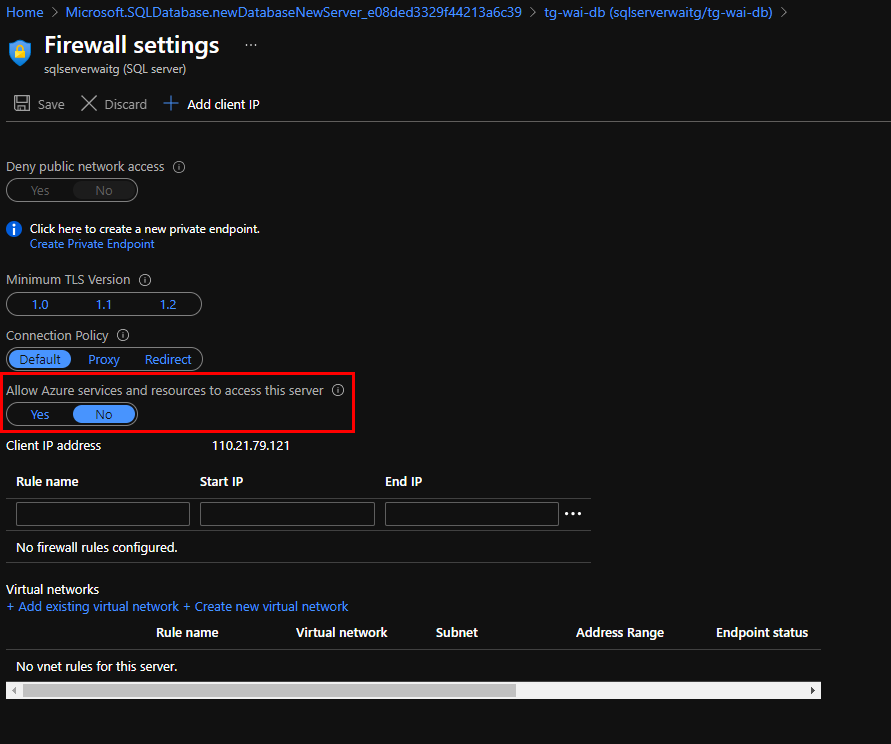 Home > Microsoft.SQLDatabase.newDatabaseNewServer_e08ded3329f44213a6c39 > tg-wai-db (sqlserverwaitg/tg-wai-db) >
Firewall settings ...
sqlserverwaitg (SQL server)
Save Discard + Add client IP
Deny public network access
Yes No
Click here to create a new private endpoint.
Create Private Endpoint
Minimum TLS Version
1.0 1.1 1.2
Connection Policy
Default Proxy Redirect
Allow Azure services and resources to access this server
Yes No
Client IP address 110.21.79.121
Rule name Start IP End IP
...
No firewall rules configured.
Virtual networks
+ Add existing virtual network + Create new virtual network
Rule name Virtual network Subnet Address Range Endpoint status
No vnet rules for this server.